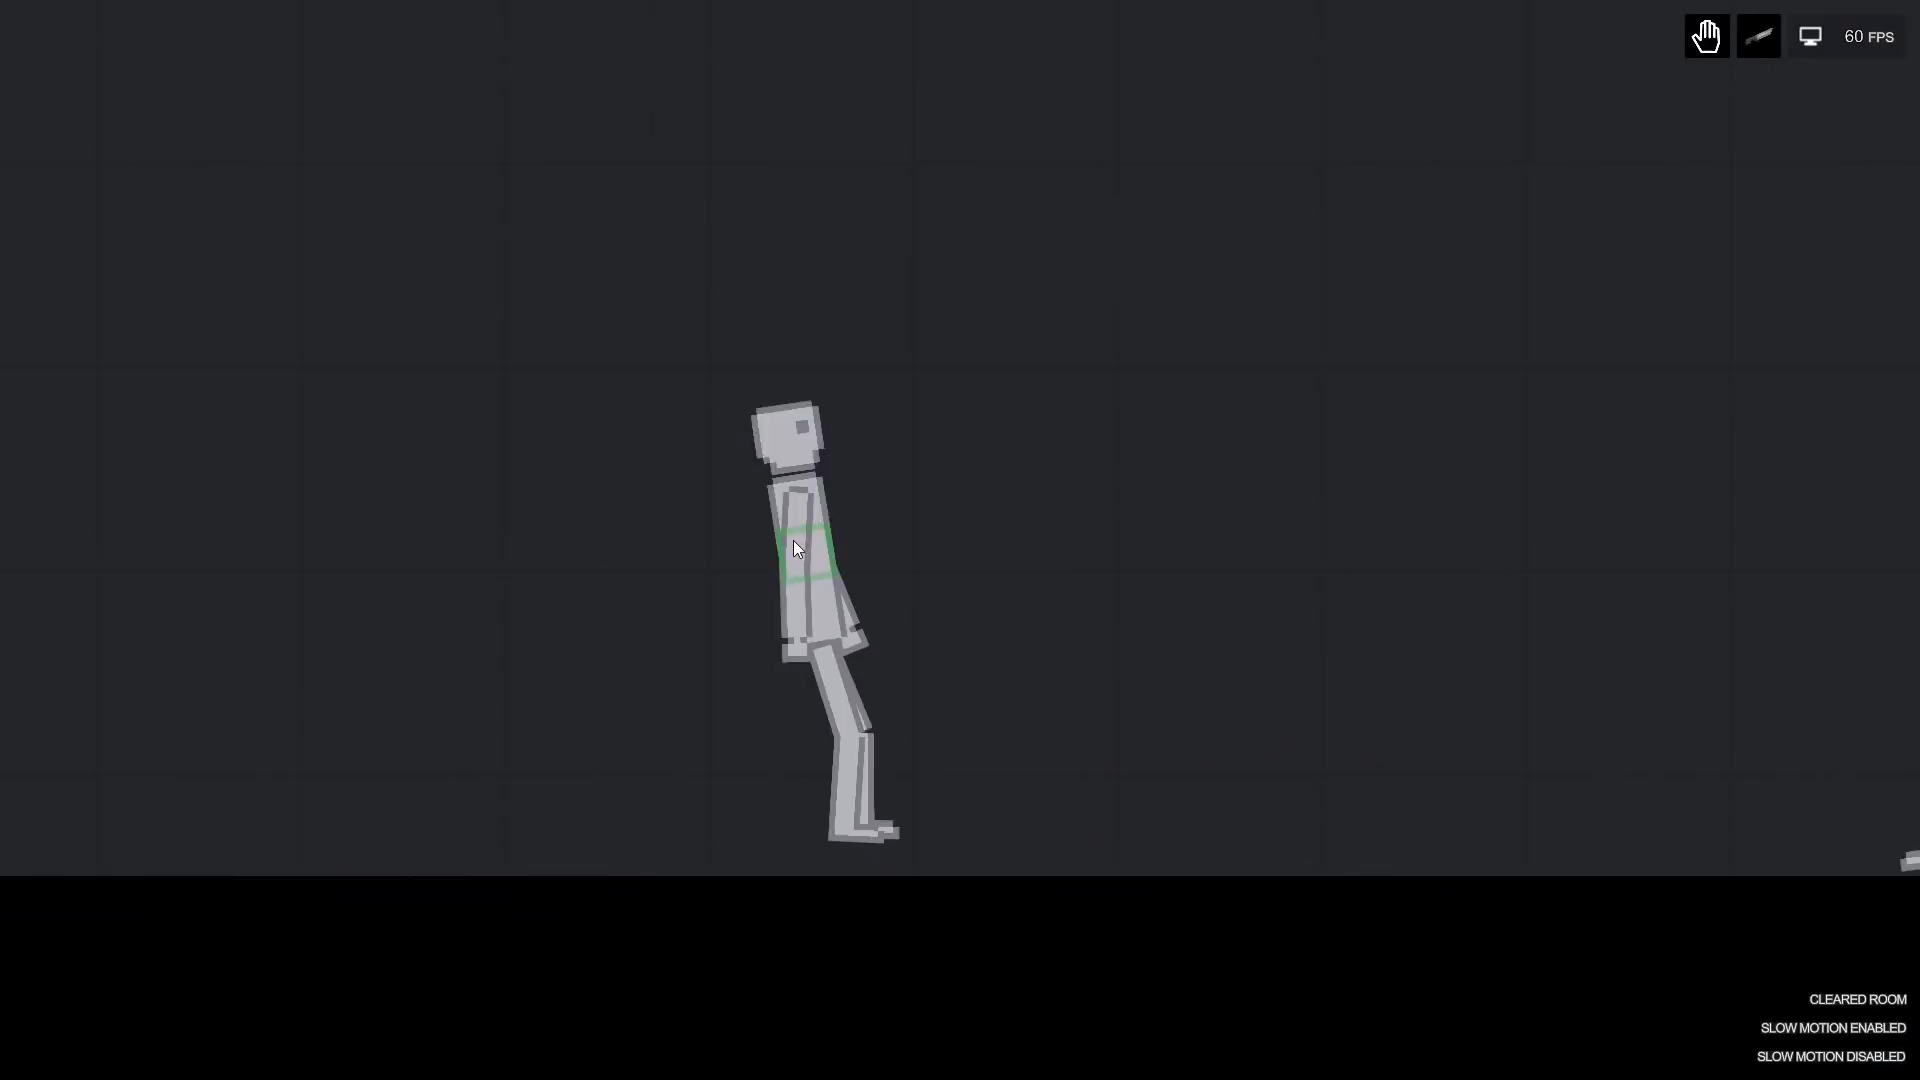 60 FPS
CLEARED ROOM
SLOW MOTION ENABLED
SLOW MOTION DISABLED